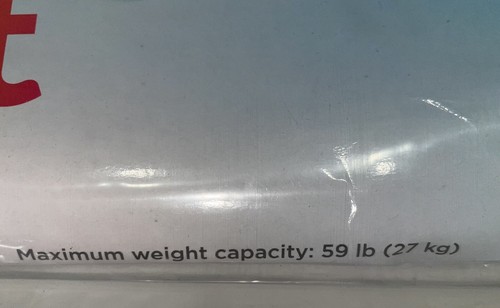 t
Maximum weight capacity: 59 lb (27 kg)